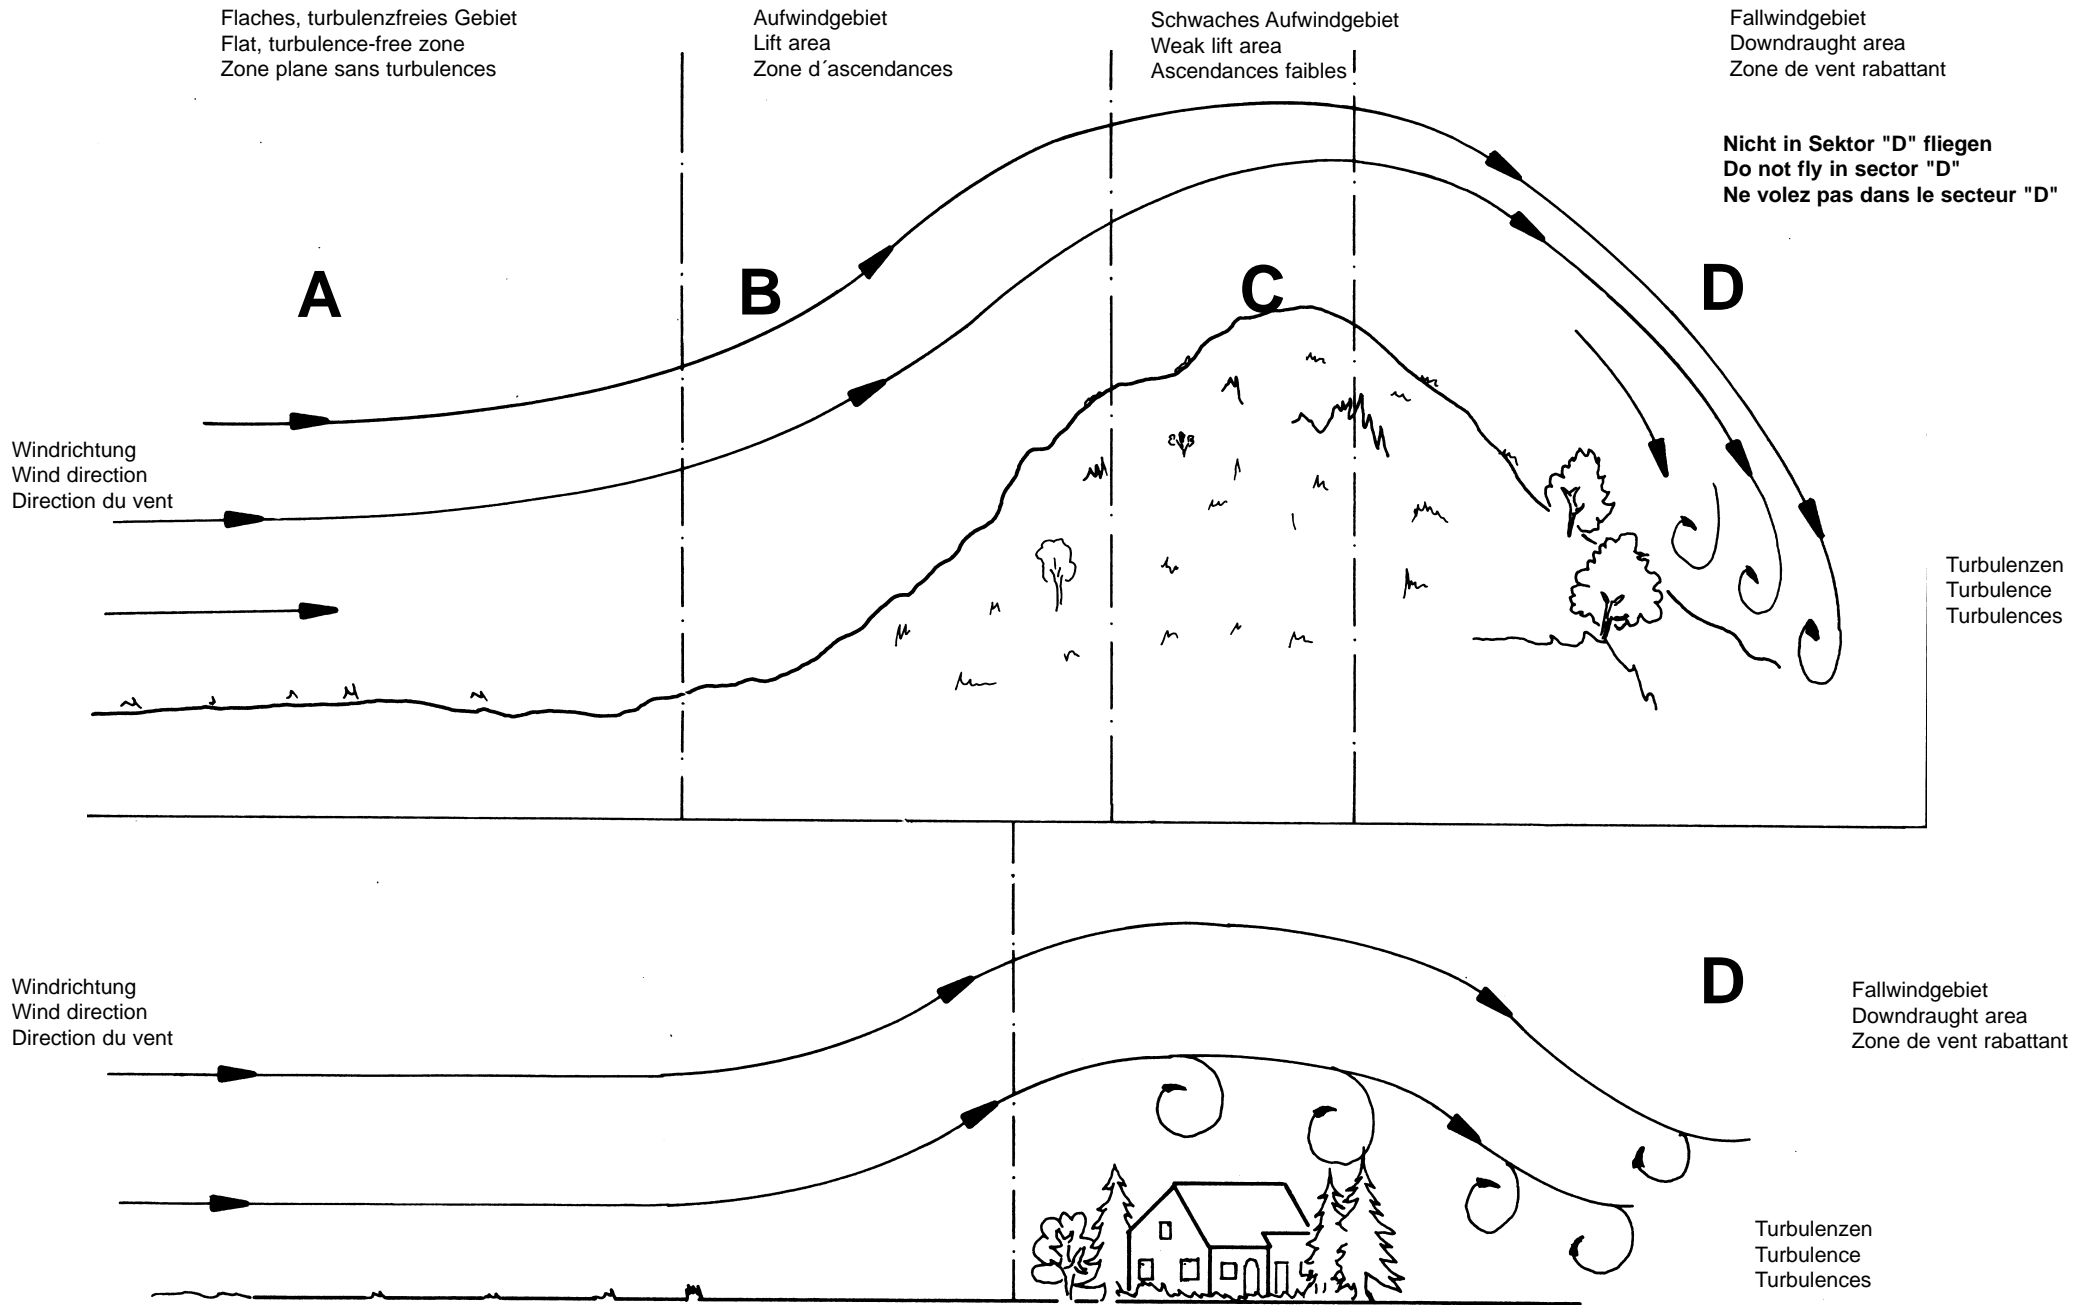 Flaches, turbulenzfreies Gebiet
Flat, turbulence-free zone
Zone plane sans turbulences
Aufwindgebiet
Lift area
Zone d´ascendances
Schwaches Aufwindgebiet
Weak lift area
Ascendances faibles
Fallwindgebiet
Downdraught area
Zone de vent rabattant
Nicht in Sektor "D" fliegen
Do not fly in sector "D"
Ne volez pas dans le secteur "D"
A
B
C
D
Windrichtung
Wind direction
Direction du vent
Turbulenzen
Turbulence
Turbulences
Windrichtung
Wind direction
Direction du vent
D
Fallwindgebiet
Downdraught area
Zone de vent rabattant
Turbulenzen
Turbulence
Turbulences